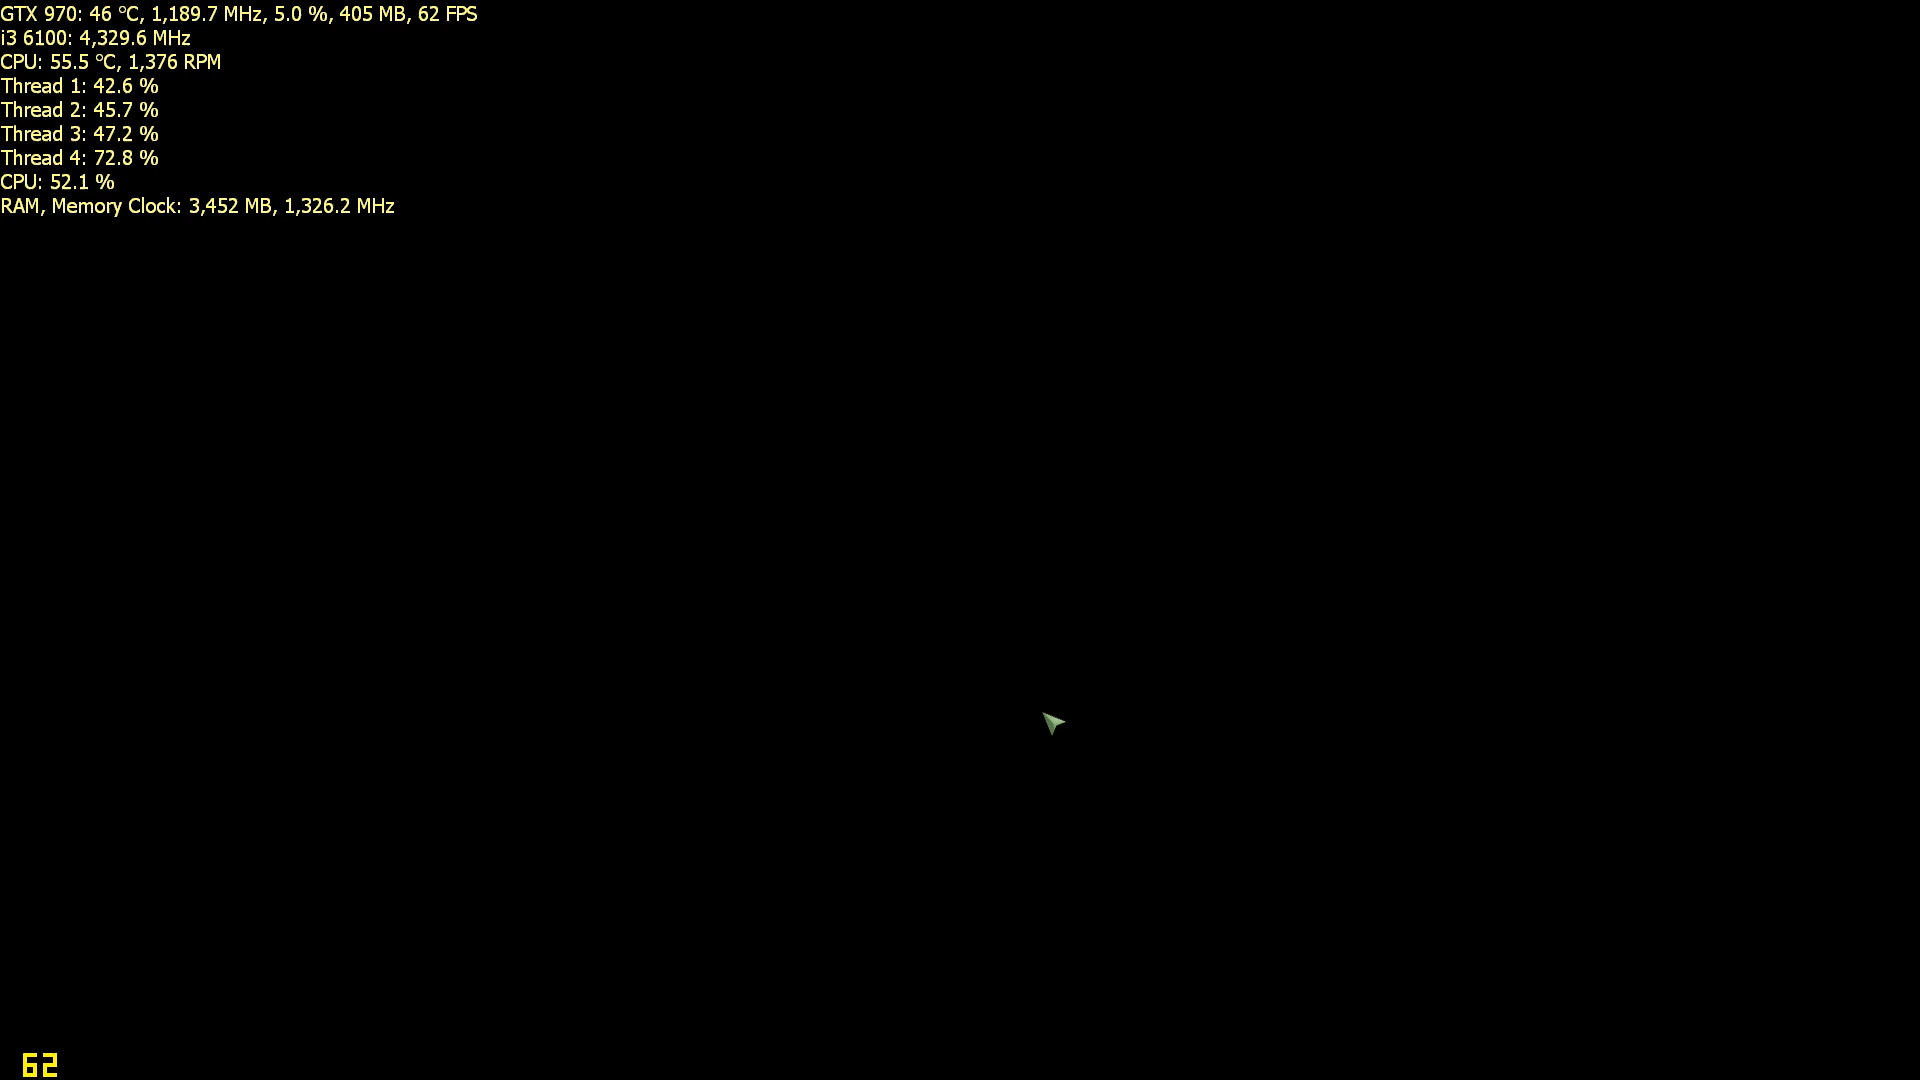 GTX 970: 46 °C, 1,189.7 MHz, 5.0 %, 405 MB, 62 FPS
i3 6100: 4,329.6 MHz
CPU: 55.5 °C, 1,376 RPM
Thread 1: 42.6 %
Thread 2: 45.7 %
Thread 3: 47.2 %
Thread 4: 72.8 %
CPU: 52.1 %
RAM, Memory Clock: 3,452 MB, 1,326.2 MHz
62